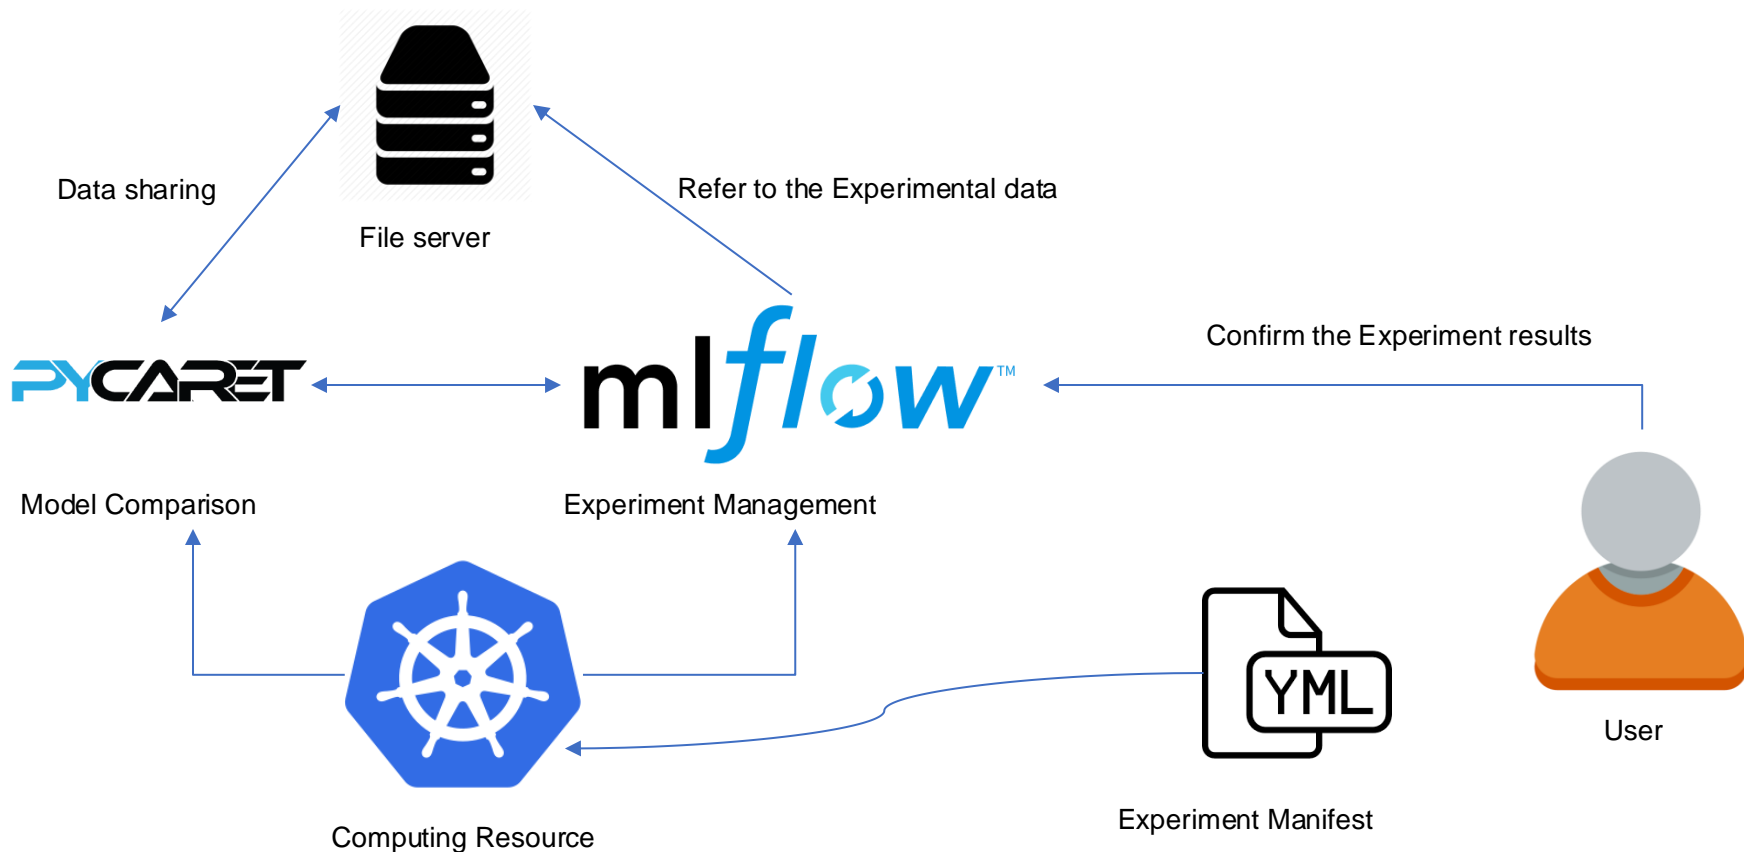 Data sharing
Refer to the Experimental data
File server
Confirm the Experiment results
PYCARET
mlflow™
Model Comparison
Experiment Management
YML
User
Experiment Manifest
Computing Resource